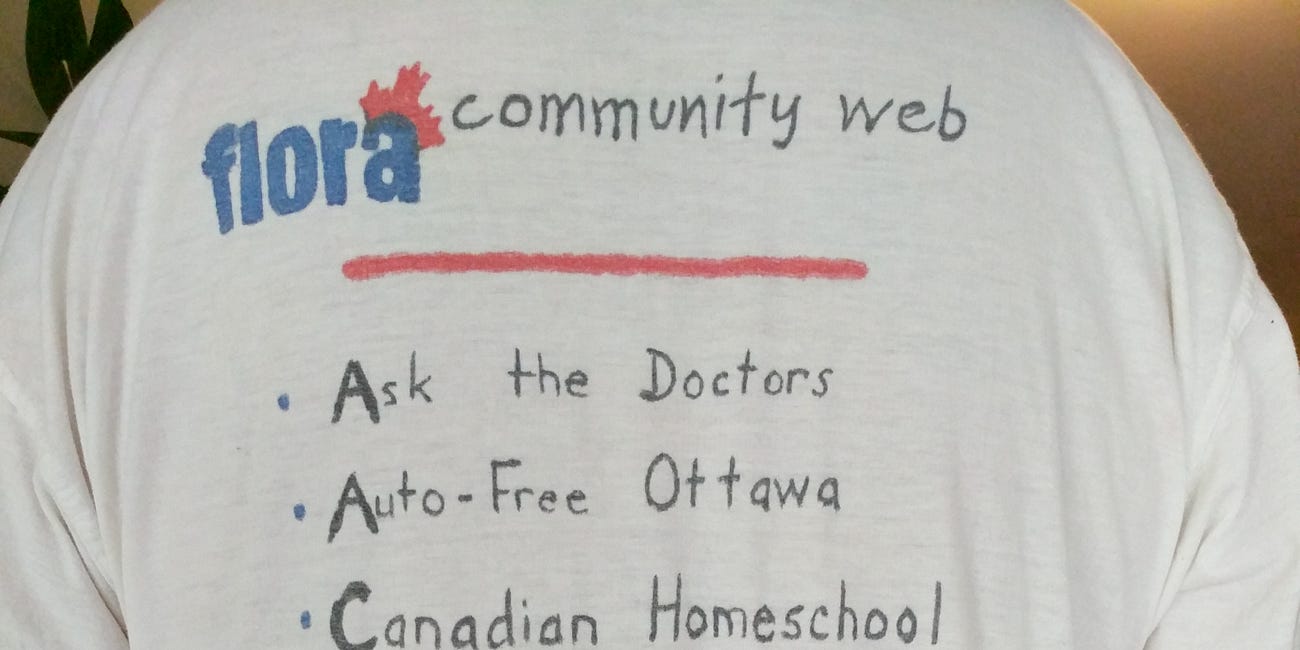 flora community web
• Ask the Doctors
• Auto-Free Ottawa
• Canadian Homeschool